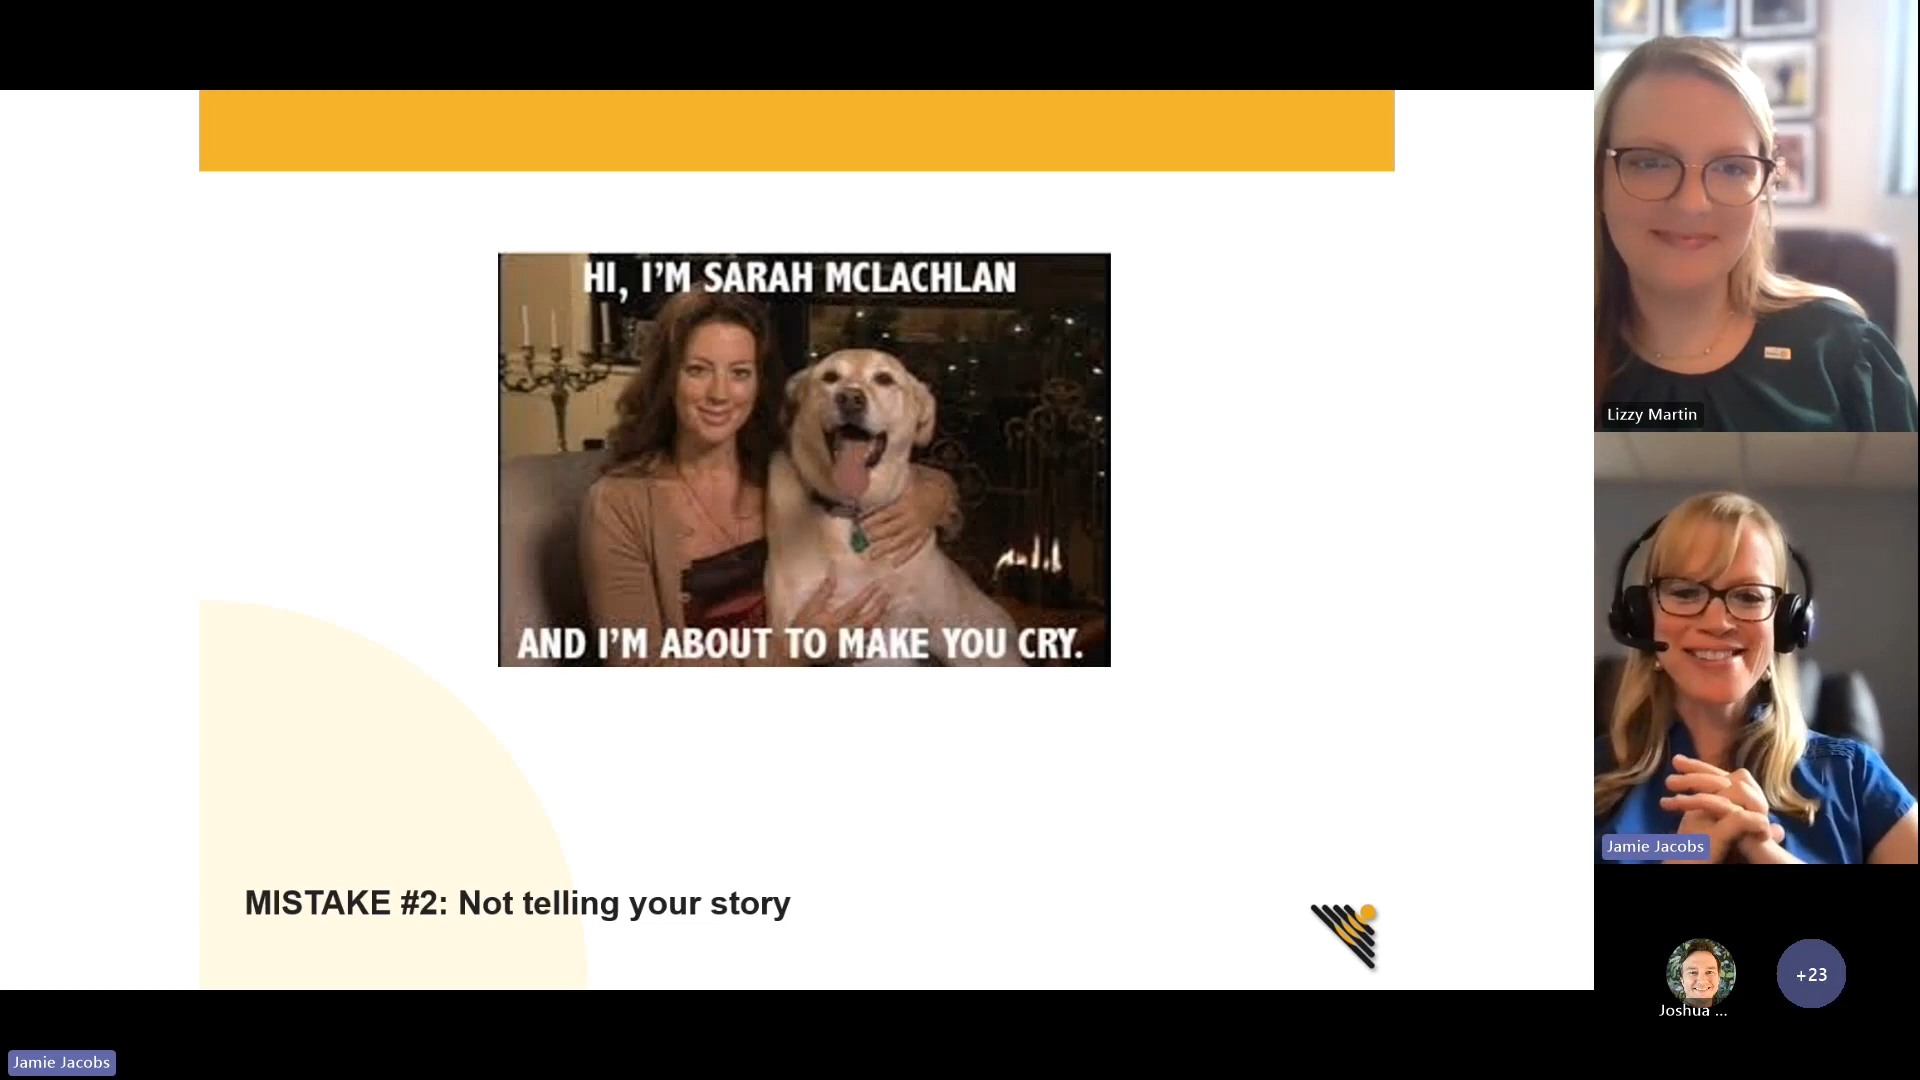 HI, I'M SARAH MCLACHLAN
AND I'M ABOUT TO MAKE YOU CRY.
MISTAKE #2: Not telling your story
Lizzy Martin
Jamie Jacobs
Joshua ...
+23
Jamie Jacobs